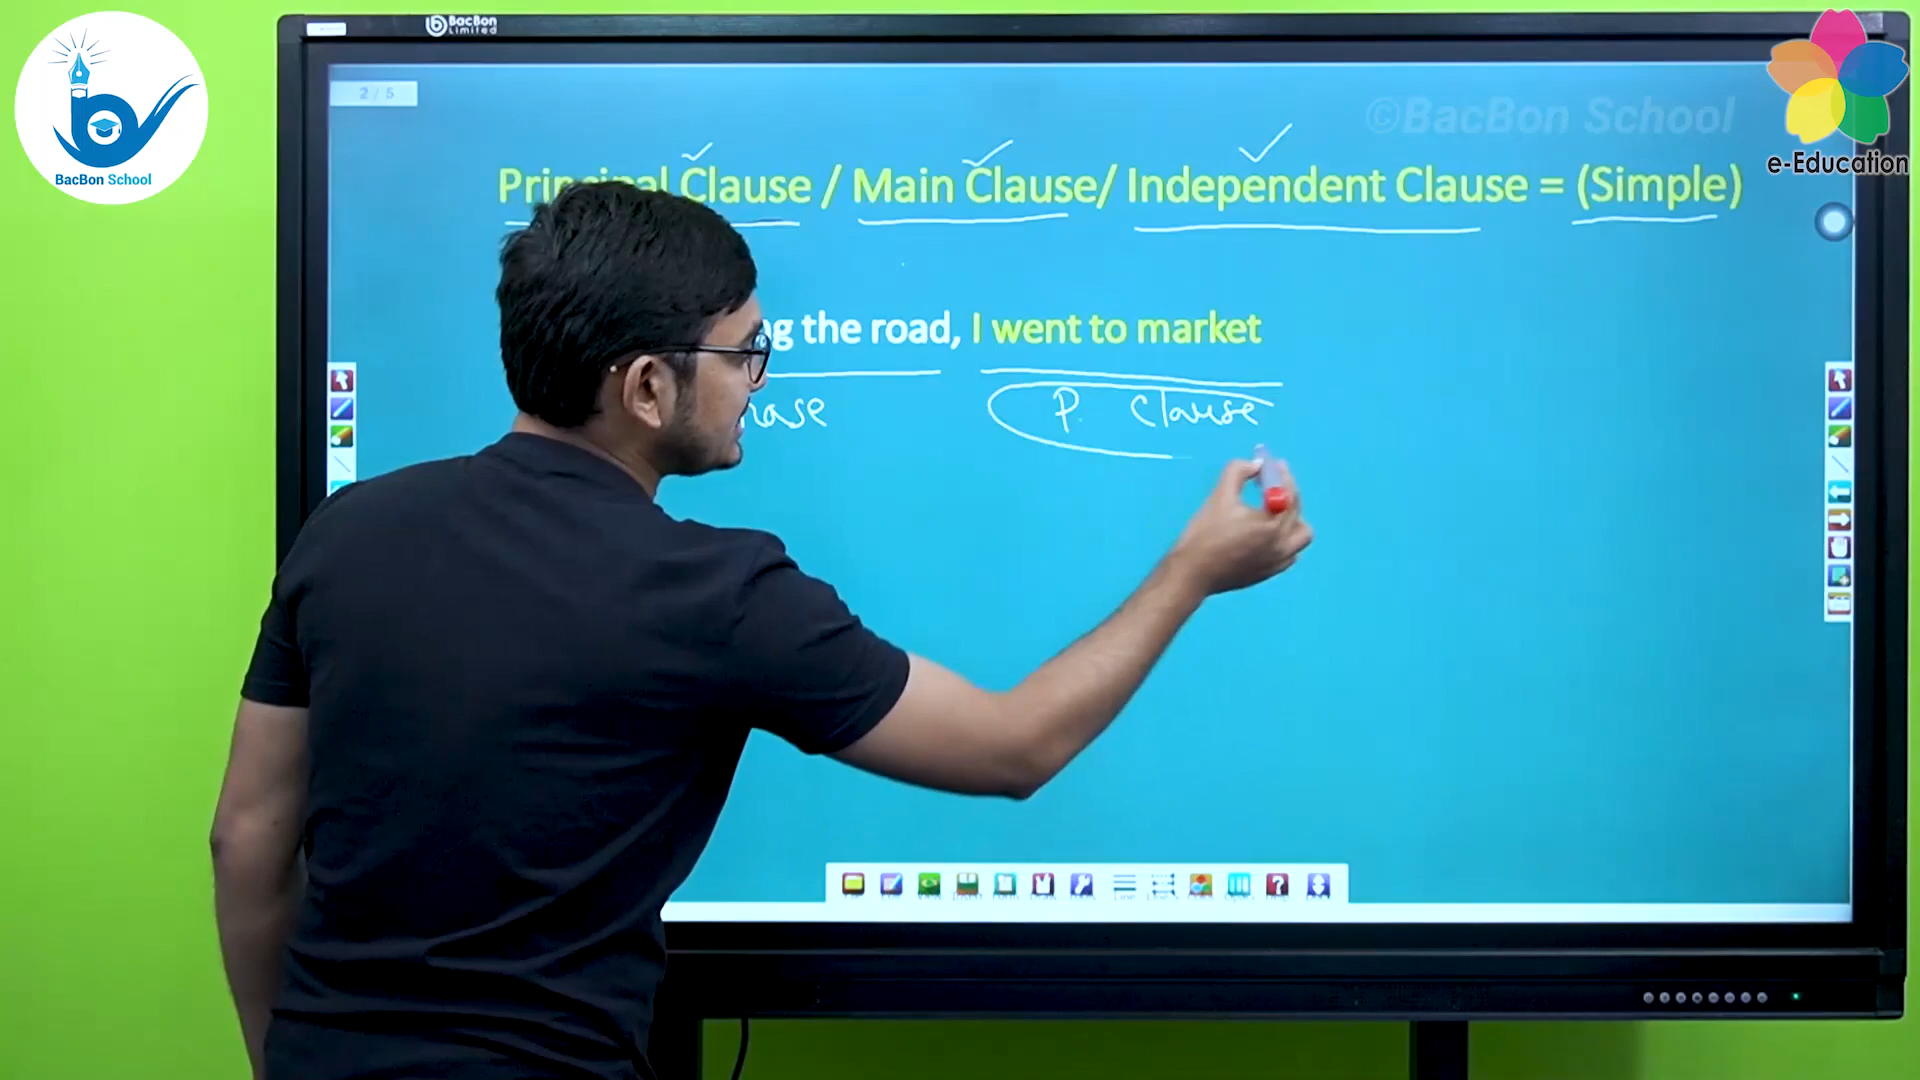 BacBon Limited
2 / 5
©BacBon School
BacBon School
e-Education
Principal Clause / Main Clause/ Independent Clause = (Simple)
the road, I went to market
P. Clause